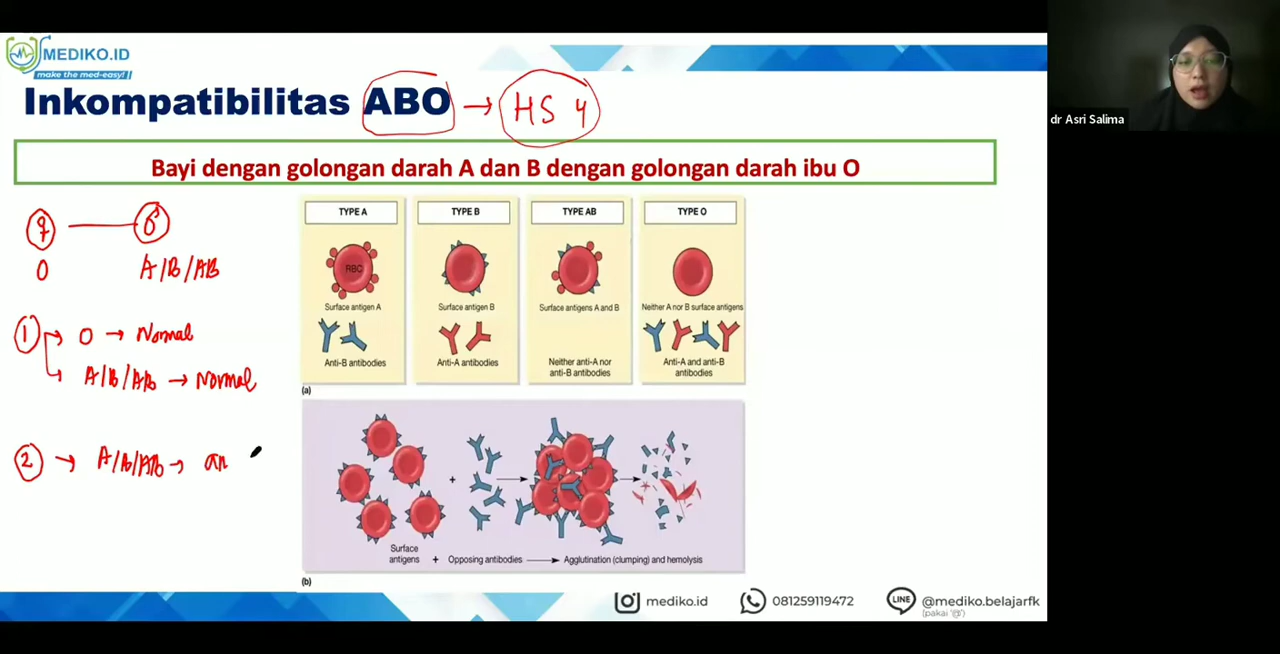 MEDIKO.ID
make the med-easy!
Inkompatibilitas ABO → HS 4
dr Asri Salima
Bayi dengan golongan darah A dan B dengan golongan darah ibu O
♀ — ♂
O A/B/AB
① → O → Normal
→ A/B/AB → Normal
② → A/B/AB → an
TYPE A
RBC
Surface antigen A
Anti-B antibodies
TYPE B
Surface antigen B
Anti-A antibodies
TYPE AB
Surface antigens A and B
Neither anti-A nor
anti-B antibodies
TYPE O
Neither A nor B surface antigens
Anti-A and anti-B
antibodies
(a)
Surface
antigens + Opposing antibodies → Agglutination (clumping) and hemolysis
(b)
mediko.id
081259119472
LINE
@mediko.belajarfk
(pakai '@')